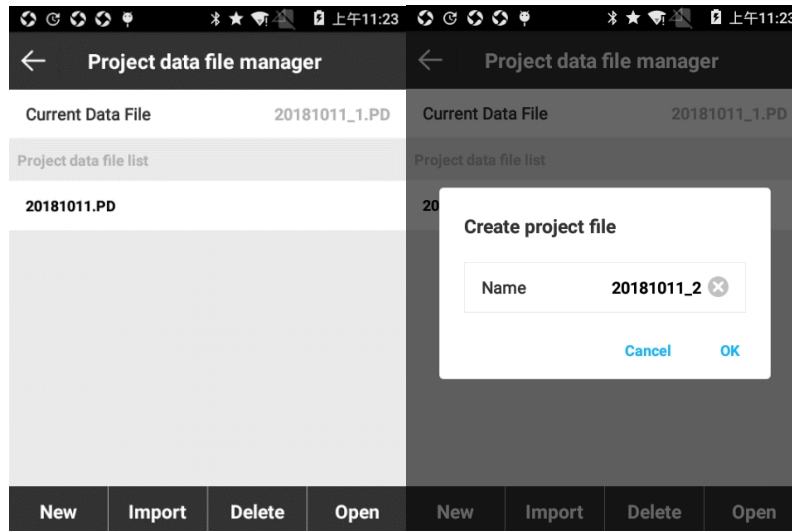 上午11:23
Project data file manager
Current Data File 20181011_1.PD
Project data file list
20181011.PD
New Import Delete Open
上午11:23
Project data file manager
Current Data File 20181011_1.PD
Project data file list
20
Create project file
Name 20181011_2
Cancel OK
New Import Delete Open